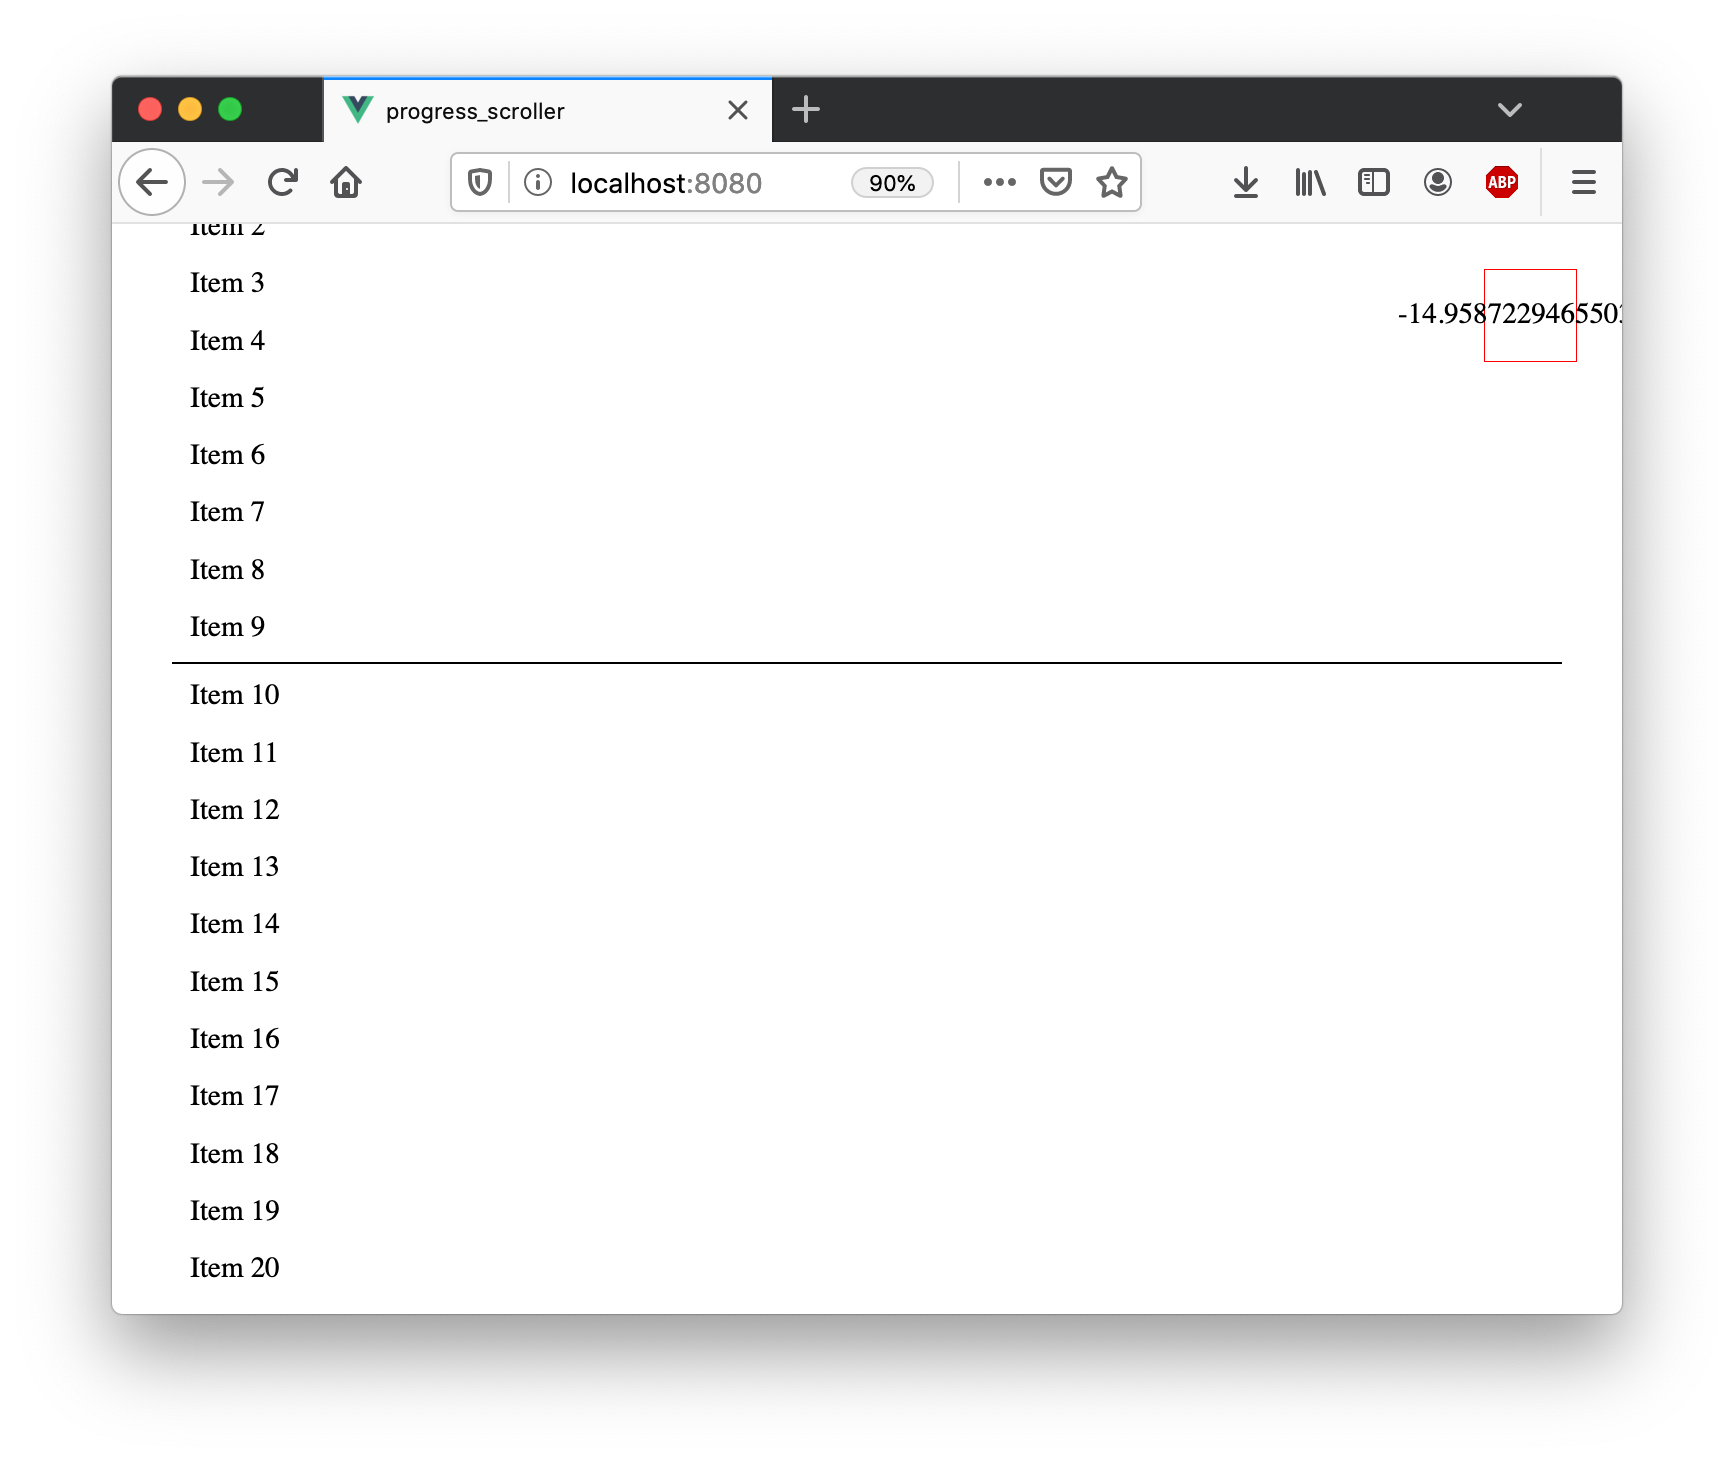 progress_scroller
localhost:8080
90%
ABP
Item 2
Item 3
-14.958722946550
Item 4
Item 5
Item 6
Item 7
Item 8
Item 9
Item 10
Item 11
Item 12
Item 13
Item 14
Item 15
Item 16
Item 17
Item 18
Item 19
Item 20